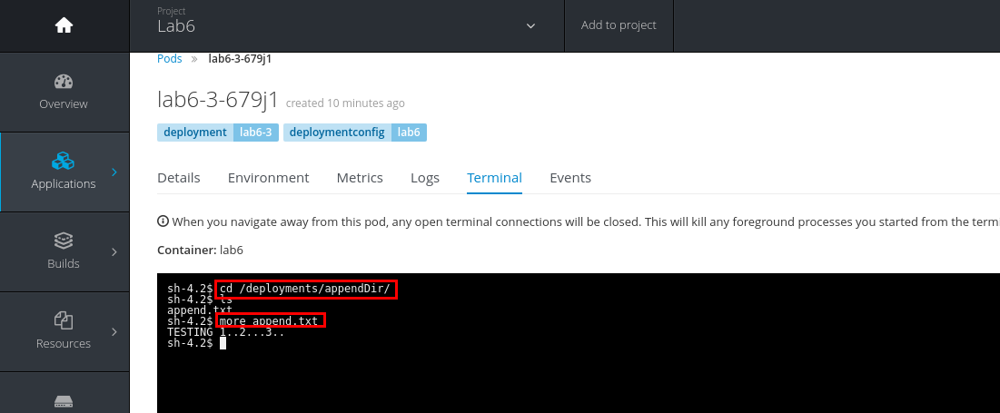 Project
Lab6
Add to project
Pods » lab6-3-679j1
Overview
lab6-3-679j1 created 10 minutes ago
deployment lab6-3 deploymentconfig lab6
Applications
Details Environment Metrics Logs Terminal Events
When you navigate away from this pod, any open terminal connections will be closed. This will kill any foreground processes you started from the term
Container: lab6
Builds
sh-4.2$ cd /deployments/appendDir/
sh-4.2$ ls
append.txt
sh-4.2$ more append.txt
TESTING 1..2...3..
sh-4.2$
Resources